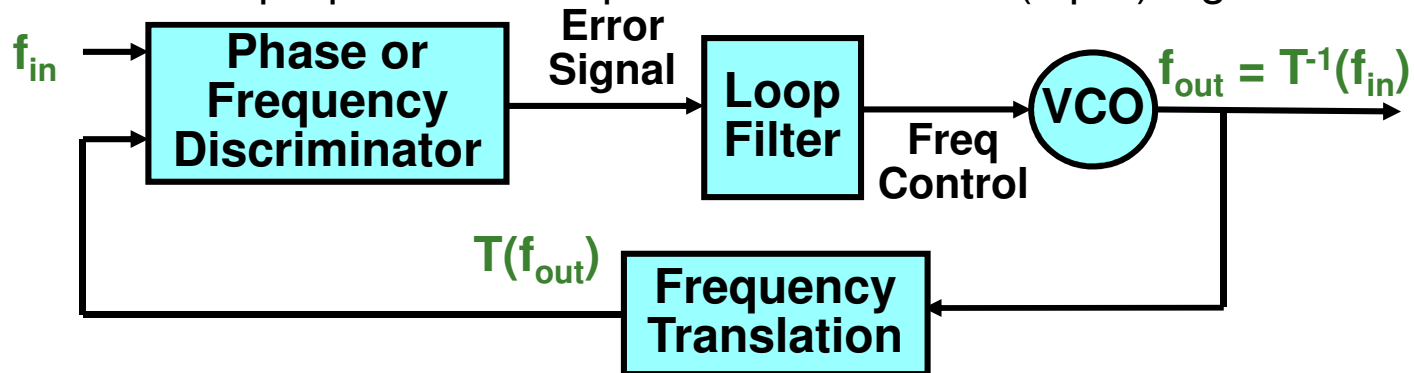 f_in
Phase or
Frequency
Discriminator
Error
Signal
Loop
Filter
Freq
Control
VCO
f_out = T^-1(f_in)
T(f_out)
Frequency
Translation